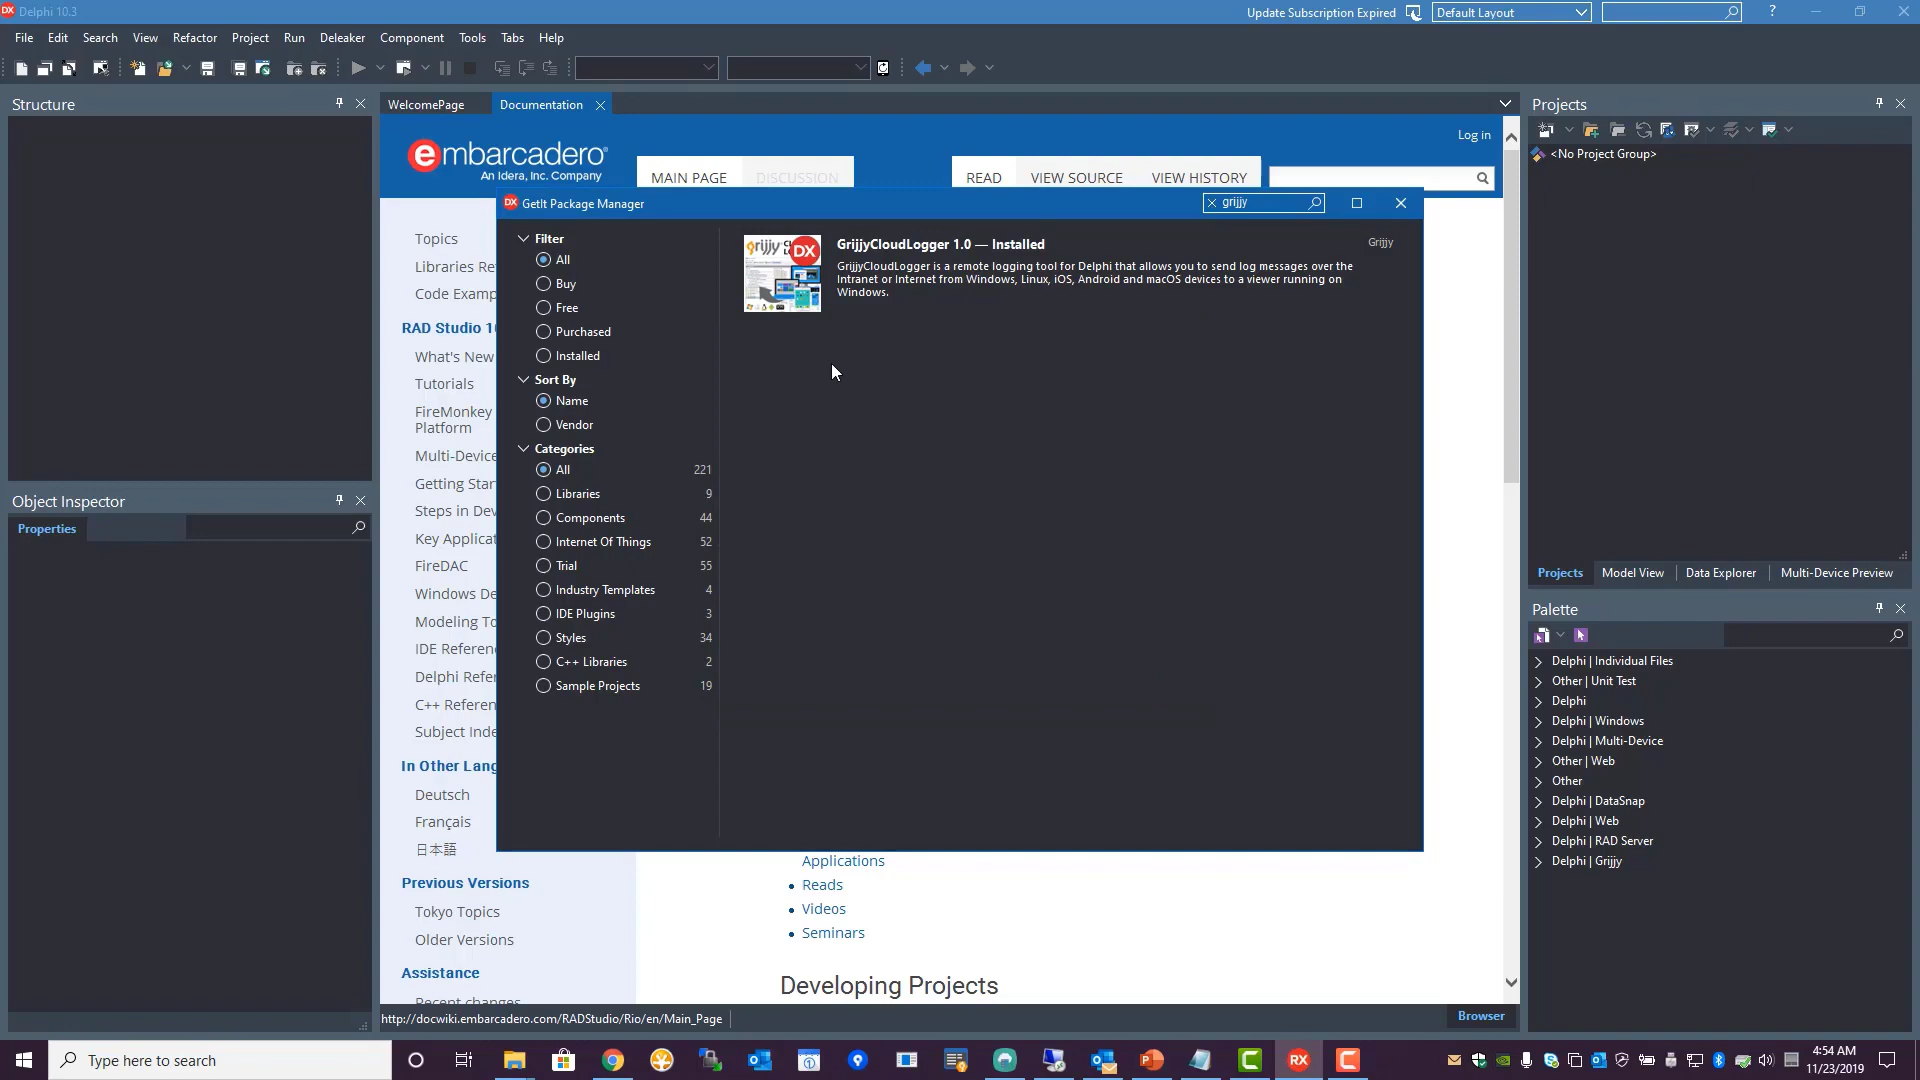 Delphi 10.3
Update Subscription Expired
Default Layout
File Edit Search View Refactor Project Run Deleaker Component Tools Tabs Help
Structure
WelcomePage
Documentation
Projects
embarcadero
An Idera, Inc. Company
Log in
MAIN PAGE
DISCUSSION
READ
VIEW SOURCE
VIEW HISTORY
<No Project Group>
GetIt Package Manager
grijjy
Filter
All
Buy
Free
Purchased
Installed
Sort By
Name
Vendor
Categories
All 221
Libraries 9
Components 44
Internet Of Things 52
Trial 55
Industry Templates 4
IDE Plugins 3
Styles 34
C++ Libraries 2
Sample Projects 19
DX
GrijjyCloudLogger 1.0 — Installed
Grijjy
GrijjyCloudLogger is a remote logging tool for Delphi that allows you to send log messages over the
Intranet or Internet from Windows, Linux, iOS, Android and macOS devices to a viewer running on
Windows.
Topics
Libraries Re
Code Examp
RAD Studio 1
What's New
Tutorials
FireMonkey
Platform
Multi-Device
Getting Star
Steps in Dev
Key Applicat
FireDAC
Windows De
Modeling To
IDE Referen
Delphi Refer
C++ Referen
Subject Inde
In Other Lang
Deutsch
Français
日本語
Previous Versions
Tokyo Topics
Older Versions
Assistance
Recent changes
Applications
Reads
Videos
Seminars
Developing Projects
http://docwiki.embarcadero.com/RADStudio/Rio/en/Main_Page
Browser
Object Inspector
Properties
Projects
Model View
Data Explorer
Multi-Device Preview
Palette
Delphi | Individual Files
Other | Unit Test
Delphi
Delphi | Windows
Delphi | Multi-Device
Other | Web
Other
Delphi | DataSnap
Delphi | Web
Delphi | RAD Server
Delphi | Grijjy
Type here to search
RX
4:54 AM
11/23/2019